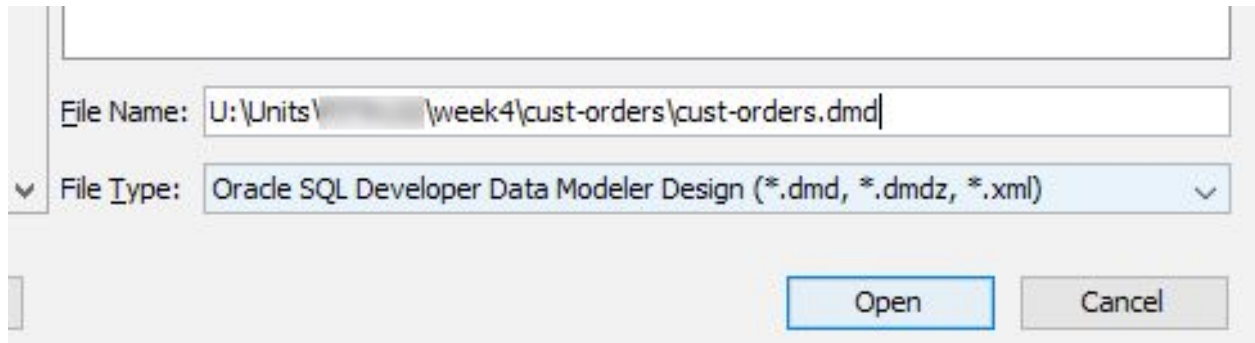 File Name: U:\Units\ \week4\cust-orders\cust-orders.dmd
File Type: Oracle SQL Developer Data Modeler Design (*.dmd, *.dmdz, *.xml)
Open Cancel